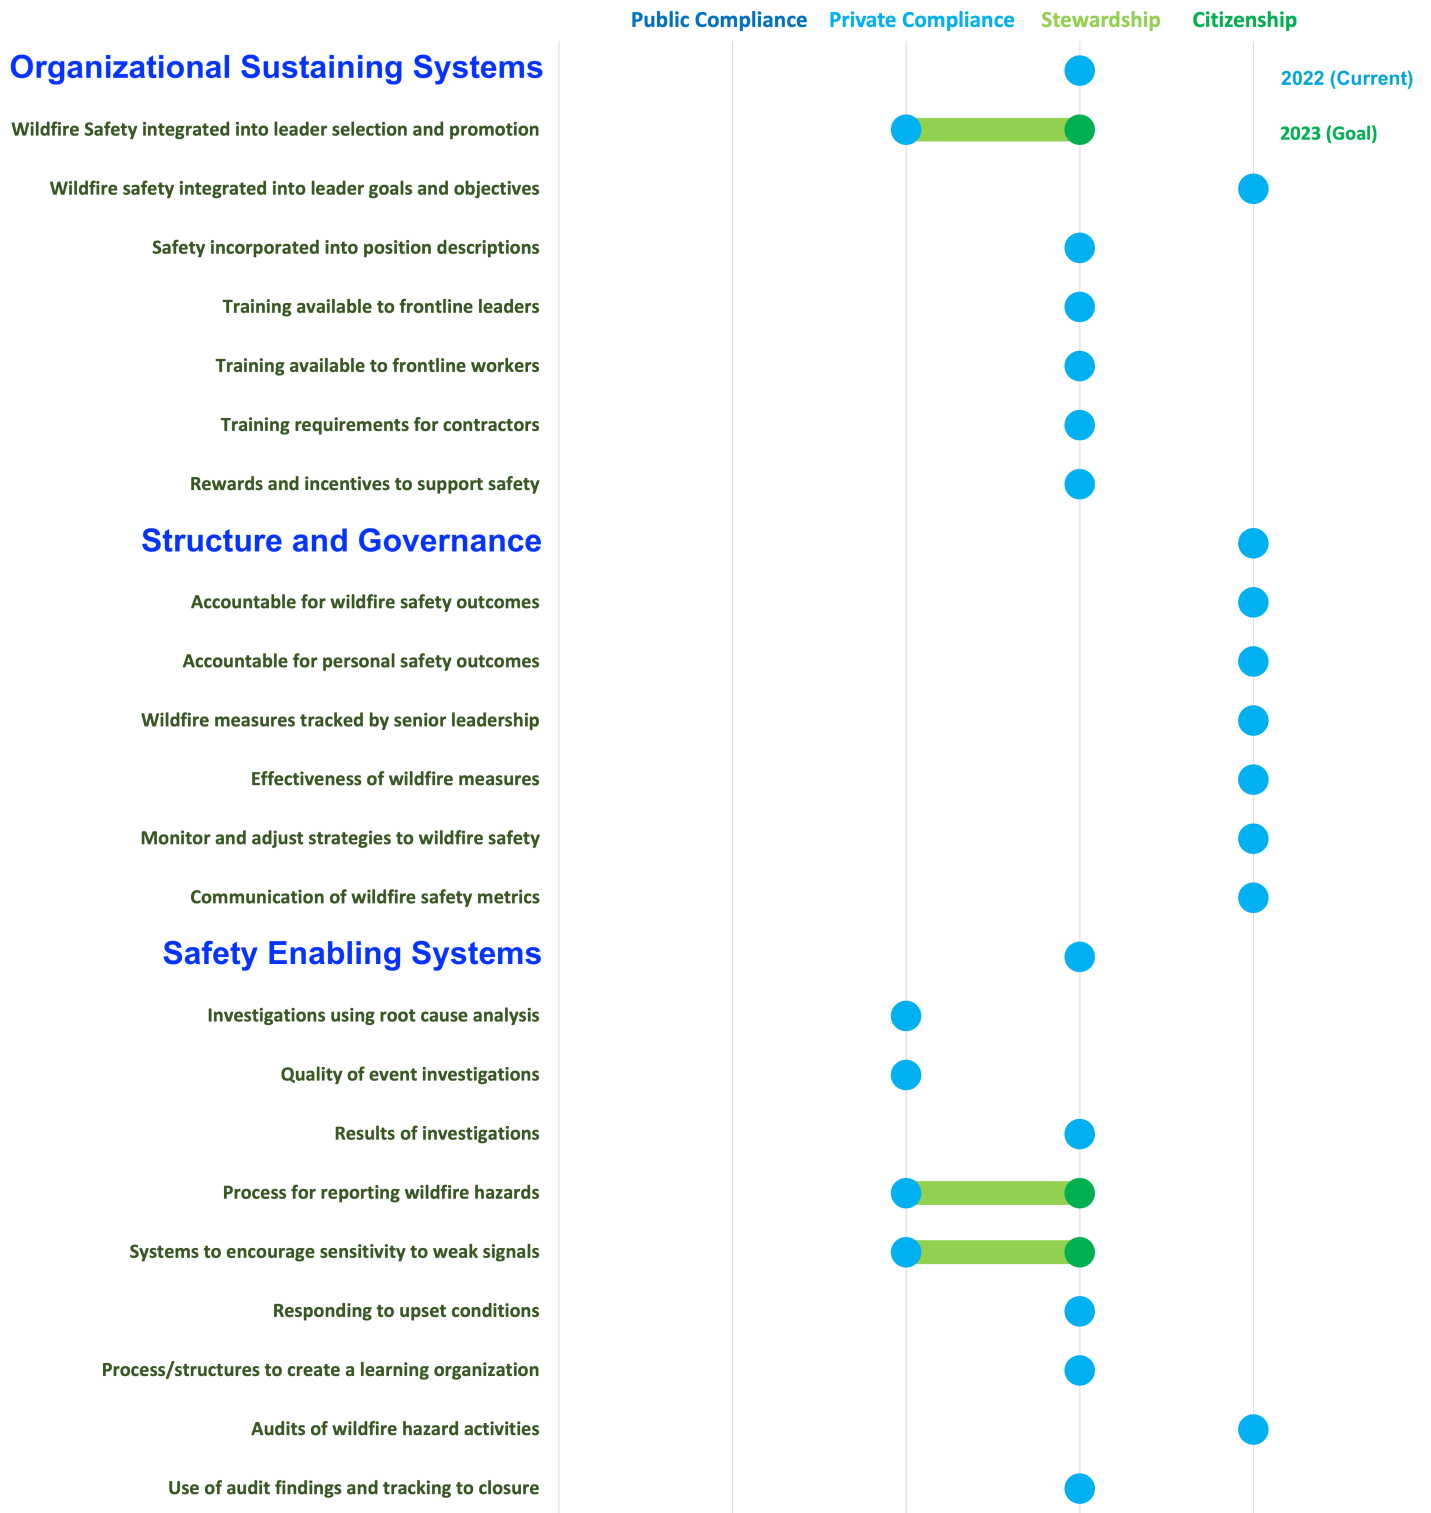 Public Compliance Private Compliance Stewardship Citizenship
Organizational Sustaining Systems
2022 (Current)
Wildfire Safety integrated into leader selection and promotion
2023 (Goal)
Wildfire safety integrated into leader goals and objectives
Safety incorporated into position descriptions
Training available to frontline leaders
Training available to frontline workers
Training requirements for contractors
Rewards and incentives to support safety
Structure and Governance
Accountable for wildfire safety outcomes
Accountable for personal safety outcomes
Wildfire measures tracked by senior leadership
Effectiveness of wildfire measures
Monitor and adjust strategies to wildfire safety
Communication of wildfire safety metrics
Safety Enabling Systems
Investigations using root cause analysis
Quality of event investigations
Results of investigations
Process for reporting wildfire hazards
Systems to encourage sensitivity to weak signals
Responding to upset conditions
Process/structures to create a learning organization
Audits of wildfire hazard activities
Use of audit findings and tracking to closure